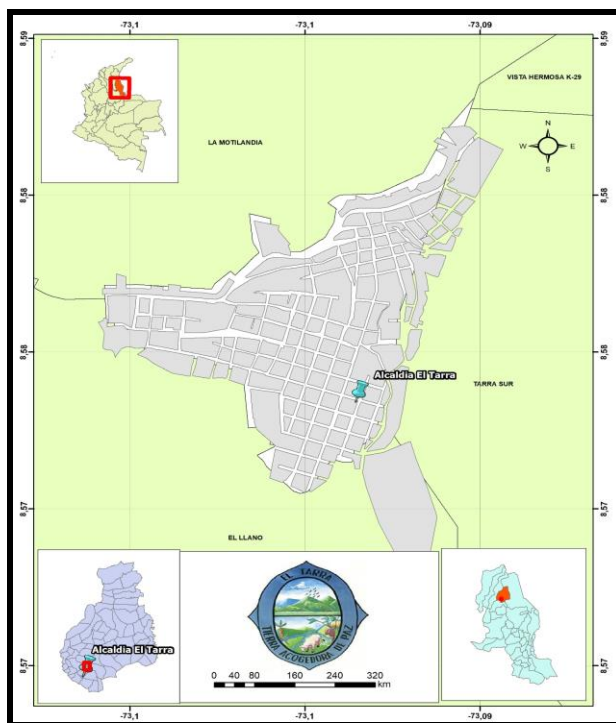 -73,1
-73,1
-73,09
8,59
8,59
VISTA HERMOSA K-29
LA MOTILANDIA
N
W
E
S
8,58
8,58
8,58
8,58
Alcaldia El Tarra
TARRA SUR
8,57
8,57
EL LLANO
Alcaldia El Tarra
EL TARRA
TIERRA ACOGEDORA DE PAZ
0 40 80 160 240 320
km
8,57
8,57
-73,1
-73,1
-73,09